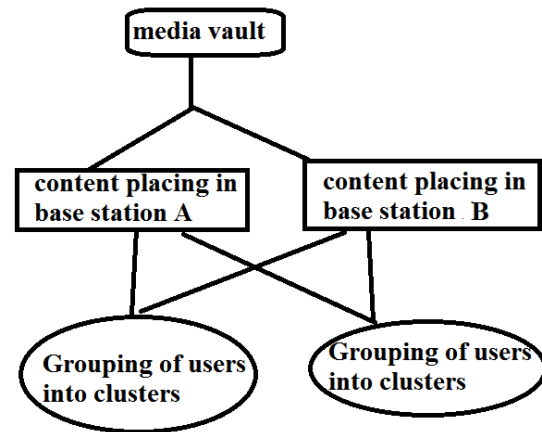 media vault
content placing in
base station A
content placing in
base station B
Grouping of users
into clusters
Grouping of users
into clusters